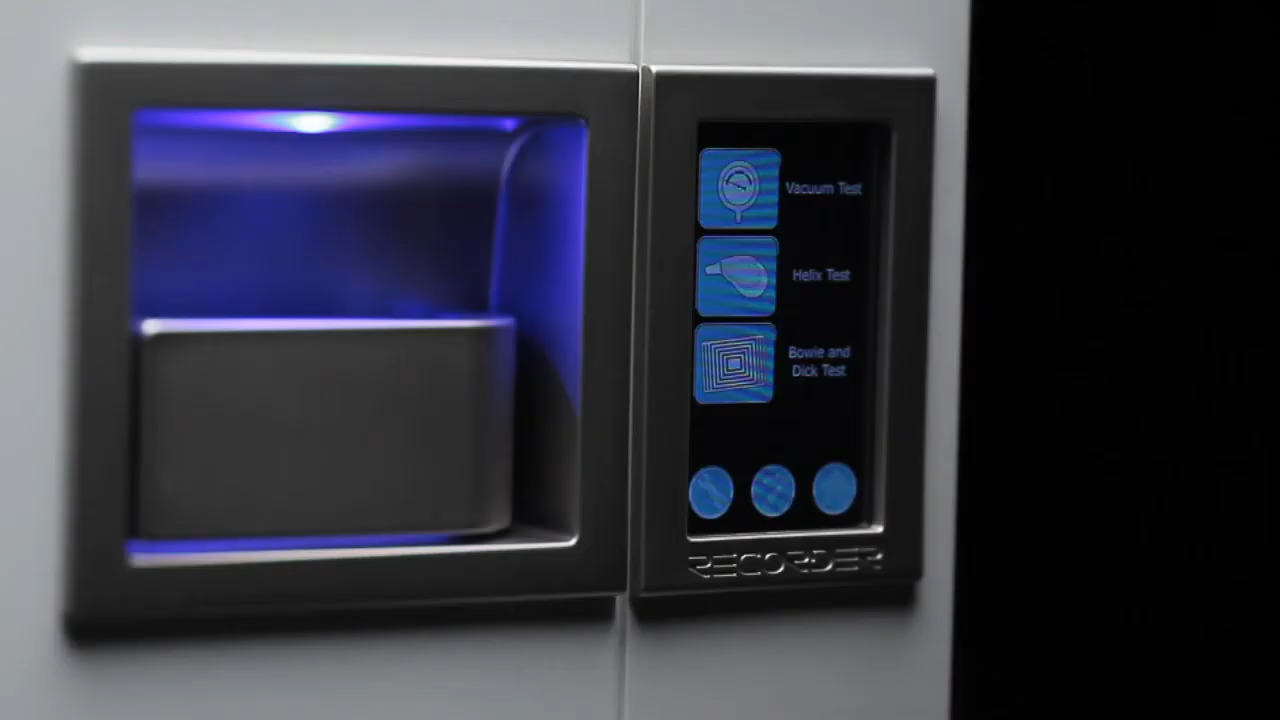 Vacuum Test
Helix Test
Bowie and
Dick Test
RECORDER